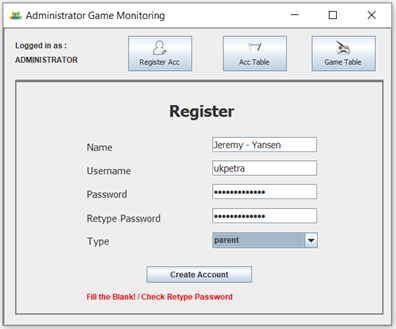 Administrator Game Monitoring
Logged in as :
ADMINISTRATOR
Register Acc
Acc Table
Game Table
Register
Name
Jeremy - Yansen
Username
ukpetra
Password
•••••••••••••
Retype Password
•••••••••••••
Type
parent
Create Account
Fill the Blank! / Check Retype Password